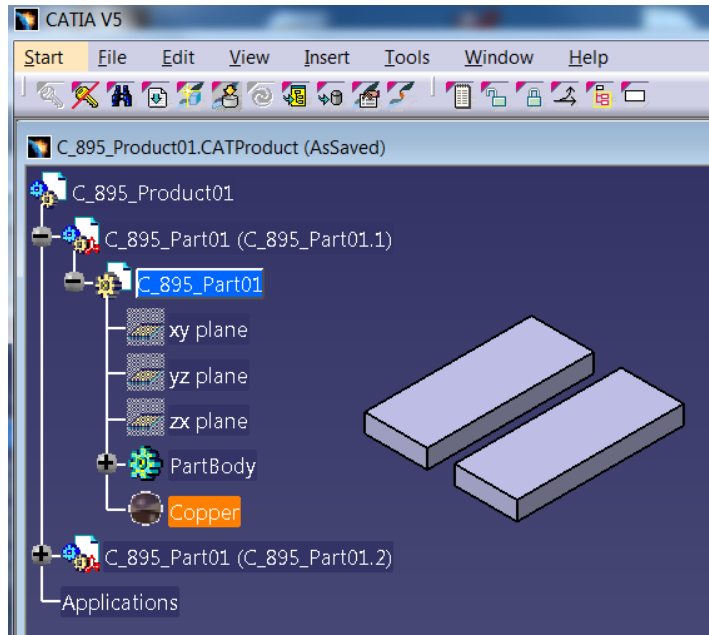 CATIA V5
Start File Edit View Insert Tools Window Help
C_895_Product01.CATProduct (AsSaved)
C_895_Product01
C_895_Part01 (C_895_Part01.1)
C_895_Part01
xy plane
yz plane
zx plane
PartBody
Copper
C_895_Part01 (C_895_Part01.2)
Applications